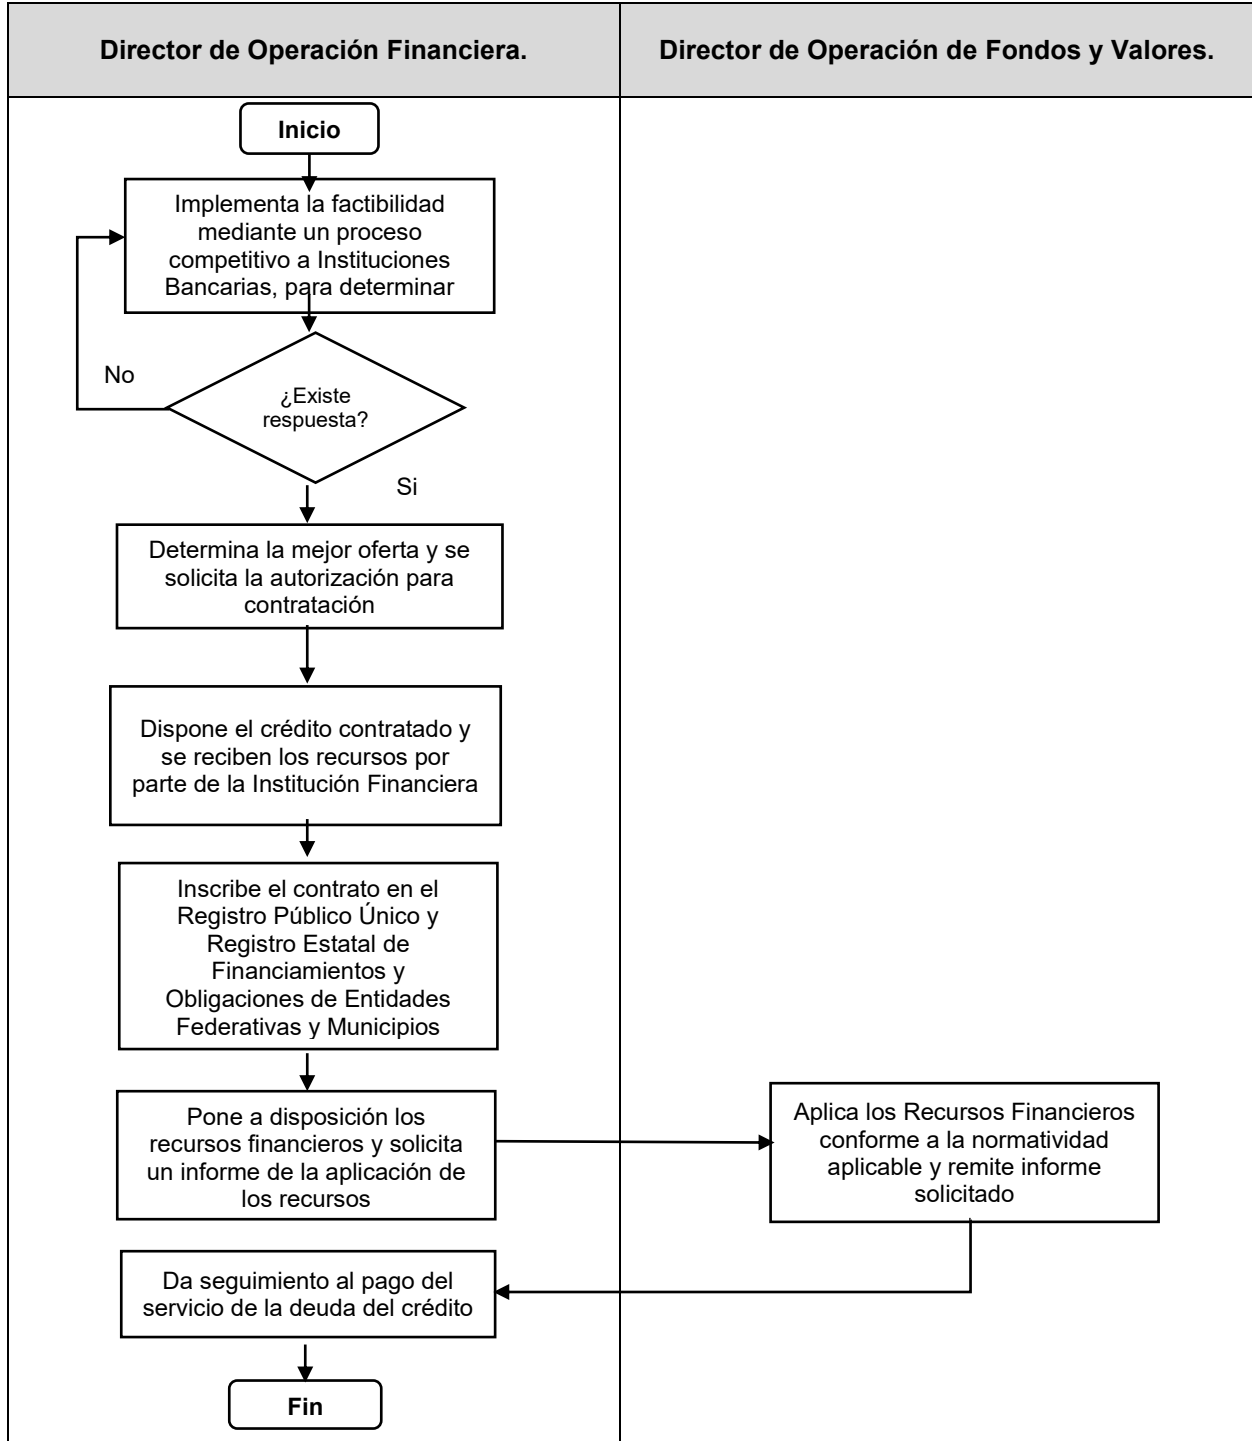 Director de Operación Financiera.
Director de Operación de Fondos y Valores.
Inicio
Implementa la factibilidad
mediante un proceso
competitivo a Instituciones
Bancarias, para determinar
No
¿Existe
respuesta?
Si
Determina la mejor oferta y se
solicita la autorización para
contratación
Dispone el crédito contratado y
se reciben los recursos por
parte de la Institución Financiera
Inscribe el contrato en el
Registro Público Único y
Registro Estatal de
Financiamientos y
Obligaciones de Entidades
Federativas y Municipios
Pone a disposición los
recursos financieros y solicita
un informe de la aplicación de
los recursos
Aplica los Recursos Financieros
conforme a la normatividad
aplicable y remite informe
solicitado
Da seguimiento al pago del
servicio de la deuda del crédito
Fin